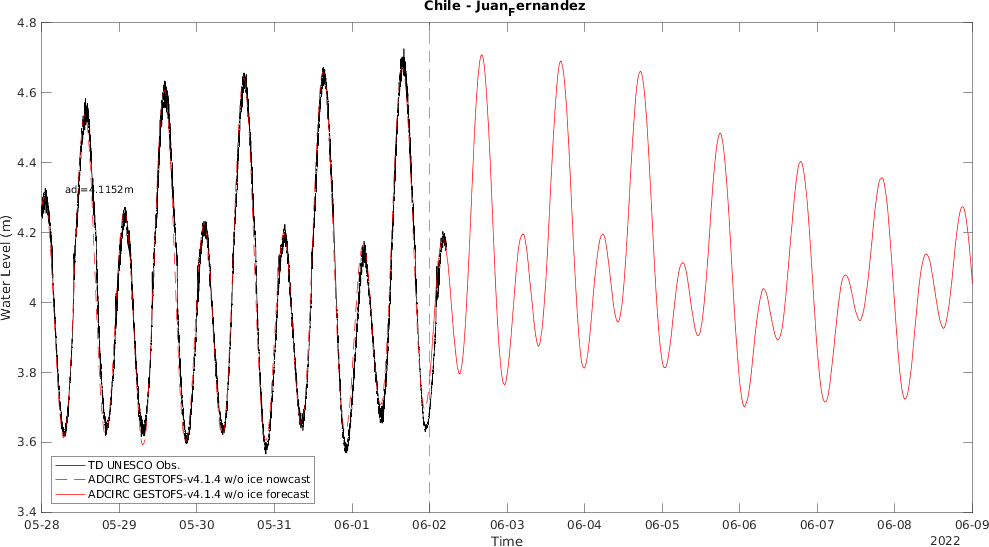 Chile - JuanFernandez
4.8
4.6
4.4
4.2
4
3.8
3.6
3.4
Water Level (m)
adj=4.1152m
TD UNESCO Obs.
ADCIRC GESTOFS-v4.1.4 w/o ice nowcast
ADCIRC GESTOFS-v4.1.4 w/o ice forecast
05-28 05-29 05-30 05-31 06-01 06-02 06-03 06-04 06-05 06-06 06-07 06-08 06-09
Time
2022